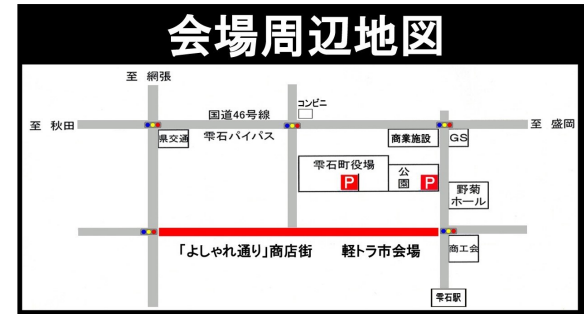 会場周辺地図
至 網張
コンビニ
国道46号線
至 秋田
至 盛岡
県交通
雫石バイパス
商業施設
GS
雫石町役場
P
公園
P
野菊
ホール
「よしゃれ通り」商店街 軽トラ市会場
商工会
雫石駅